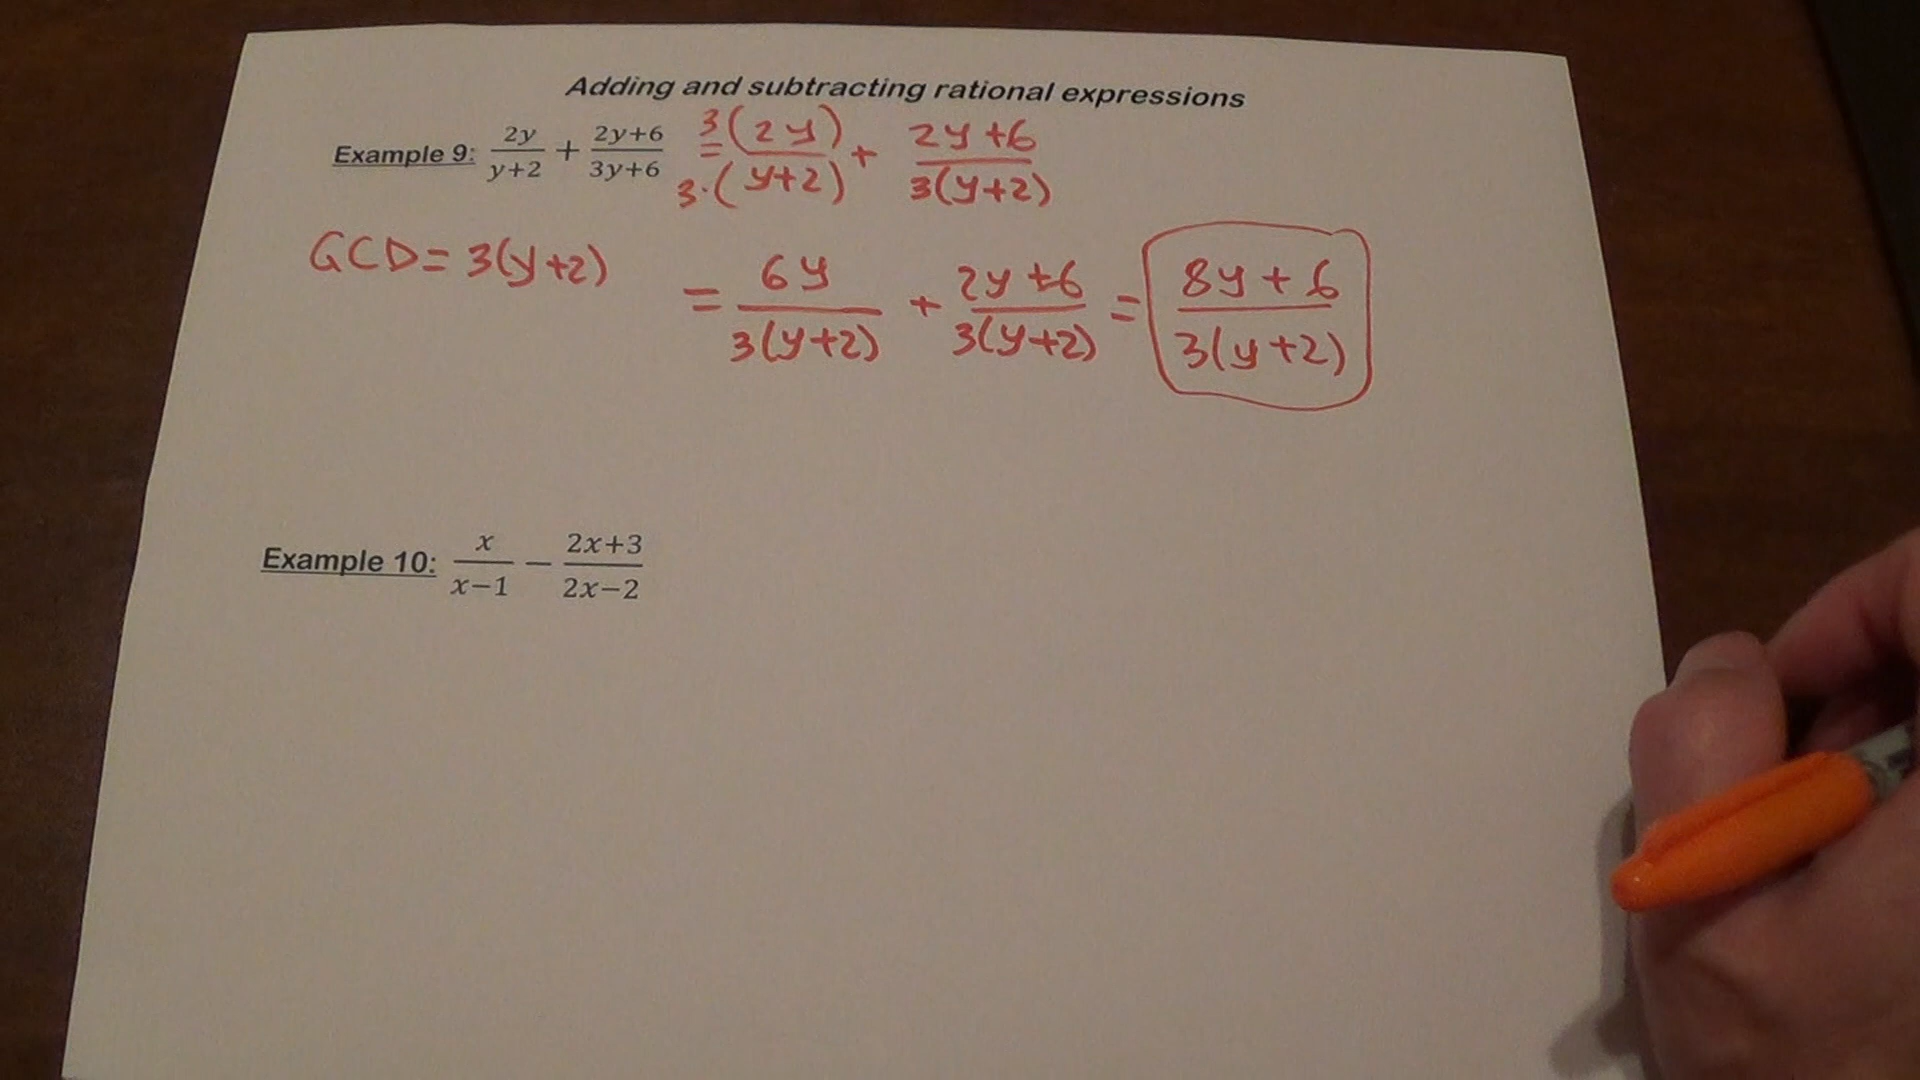 Adding and subtracting rational expressions
Example 9: 2y/y+2 + 2y+6/3y+6 = 3(2y)/3·(y+2) + 2y+6/3(y+2)
GCD = 3(y+2)
= 6y/3(y+2) + 2y+6/3(y+2) = 8y+6/3(y+2)
Example 10: x/x−1 − 2x+3/2x−2